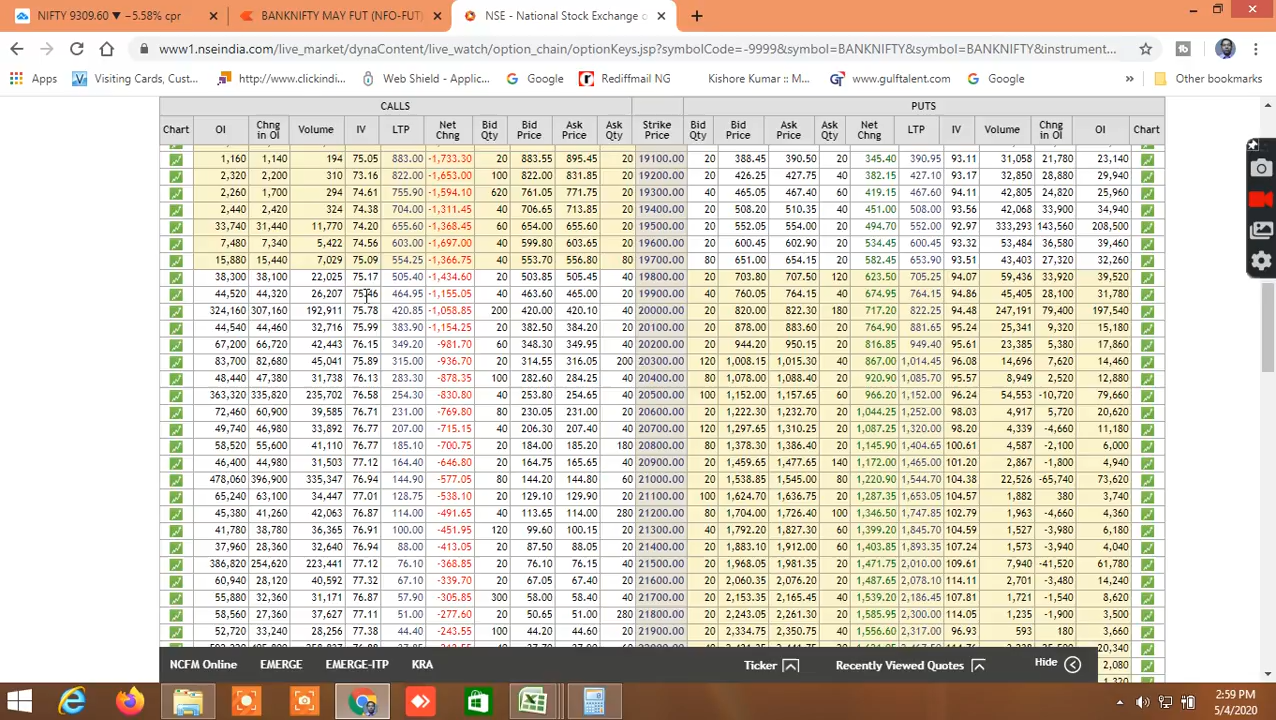 NIFTY 9309.60 ▼ −5.58% cpr
BANKNIFTY MAY FUT (NFO-FUT)
NSE - National Stock Exchange o
www1.nseindia.com/live_market/dynaContent/live_watch/option_chain/optionKeys.jsp?symbolCode=-9999&symbol=BANKNIFTY&symbol=BANKNIFTY&instrument...
Apps Visiting Cards, Cust... http://www.clickindi... Web Shield - Applic... Google Rediffmail NG Kishore Kumar :: M... www.gulftalent.com Google » Other bookmarks
CALLS PUTS
Chart OI Chng in OI Volume IV LTP Net Chng Bid Qty Bid Price Ask Price Ask Qty Strike Price Bid Qty Bid Price Ask Price Ask Qty Net Chng LTP IV Volume Chng in OI OI Chart
1,160 1,140 194 75.05 883.00 -1,733.30 20 883.55 895.45 20 19100.00 20 388.45 390.50 20 345.40 390.95 93.11 31,058 21,780 23,140
2,320 2,200 310 73.16 822.00 -1,653.00 100 822.00 831.85 20 19200.00 20 426.25 427.75 40 382.15 427.10 93.17 32,850 28,880 29,940
2,260 1,700 294 74.61 755.90 -1,594.10 620 761.05 771.75 20 19300.00 40 465.05 467.40 60 419.15 467.60 94.11 42,805 24,820 25,960
2,440 2,420 324 74.38 704.00 -1,311.45 40 706.65 713.85 20 19400.00 20 508.20 510.35 40 451.00 508.00 93.56 42,068 33,900 34,940
33,740 31,440 11,770 74.20 655.60 -1,368.45 60 654.00 655.60 20 19500.00 20 552.05 554.00 20 494.70 552.00 92.97 333,293 143,560 208,500
7,480 7,340 5,422 74.56 603.00 -1,697.00 40 599.80 603.65 20 19600.00 20 600.45 602.90 20 534.45 600.45 93.32 53,484 36,580 39,460
15,880 15,440 7,029 75.09 554.25 -1,366.75 40 553.70 556.80 80 19700.00 80 651.00 654.15 20 582.45 653.90 93.51 43,403 27,320 32,260
38,300 38,100 22,025 75.17 505.40 -1,434.60 20 503.85 505.45 40 19800.00 20 703.80 707.50 120 623.50 705.25 94.07 59,436 33,920 39,520
44,520 44,320 26,207 75.46 464.95 -1,155.05 40 463.60 465.00 20 19900.00 40 760.05 764.15 40 674.95 764.15 94.86 45,405 28,100 31,780
324,160 307,160 192,911 75.78 420.85 -1,058.85 200 420.00 420.10 40 20000.00 20 820.00 822.30 20 717.20 822.25 94.48 247,191 79,400 197,540
44,540 44,460 32,716 75.99 383.90 -1,154.25 20 382.50 384.20 20 20100.00 20 878.00 883.60 20 764.90 881.65 95.24 25,341 9,320 15,180
67,200 66,720 42,443 76.15 349.20 -981.70 60 348.30 349.95 40 20200.00 20 944.20 950.15 20 816.85 949.40 95.61 23,385 5,380 17,860
83,700 82,680 45,041 75.89 315.00 -936.70 20 314.55 316.05 200 20300.00 120 1,008.15 1,015.30 40 867.00 1,014.45 96.08 14,696 7,620 14,460
48,440 47,380 31,738 76.13 283.30 -878.35 100 282.60 284.25 40 20400.00 80 1,078.00 1,088.40 20 920.90 1,085.70 95.57 8,949 2,520 12,880
363,320 335,820 235,702 76.58 254.30 -830.80 40 253.80 254.65 40 20500.00 100 1,152.00 1,157.65 60 966.20 1,152.00 96.24 54,553 -10,720 79,660
72,460 60,900 39,585 76.71 231.00 -769.80 80 230.05 231.00 20 20600.00 20 1,222.30 1,232.70 20 1,044.25 1,252.00 98.03 4,917 5,720 20,620
49,740 46,980 33,892 76.77 207.00 -715.15 40 206.30 207.40 40 20700.00 120 1,297.65 1,310.25 40 1,087.25 1,320.00 98.20 4,339 -4,660 11,180
58,520 55,600 41,110 76.77 185.10 -700.75 20 184.00 185.20 180 20800.00 80 1,378.30 1,386.40 20 1,145.90 1,404.65 100.61 4,587 -2,100 6,000
46,400 44,980 31,503 77.12 164.40 -646.80 20 164.75 165.65 40 20900.00 20 1,459.65 1,477.65 140 1,172.00 1,465.00 101.20 2,867 -1,800 4,940
478,060 396,900 335,347 76.94 144.90 -577.05 80 144.20 144.80 60 21000.00 20 1,538.85 1,545.00 80 1,220.90 1,544.70 104.38 22,526 -65,740 73,620
65,240 63,100 34,447 77.01 128.75 -538.10 20 129.10 129.90 20 21100.00 100 1,624.70 1,636.75 40 1,287.35 1,653.05 104.57 1,882 380 3,740
45,380 41,260 42,063 76.87 114.00 -491.65 40 113.65 114.00 280 21200.00 80 1,704.00 1,726.40 100 1,346.50 1,747.85 102.79 1,963 -4,660 4,360
41,780 38,780 36,365 76.91 100.00 -451.95 120 99.60 100.15 20 21300.00 40 1,792.20 1,827.30 60 1,399.20 1,845.70 104.59 1,527 -3,980 6,180
37,960 28,360 32,640 76.94 88.00 -413.05 20 87.50 88.05 20 21400.00 20 1,883.10 1,912.00 60 1,403.85 1,893.35 107.24 1,573 -3,940 4,040
386,820 254,620 223,441 77.12 76.10 -368.85 20 76.10 76.15 40 21500.00 20 1,968.05 1,981.35 20 1,471.75 2,010.00 109.61 7,940 -41,520 61,780
60,940 28,120 40,592 77.32 67.10 -339.70 20 67.05 67.40 20 21600.00 20 2,060.35 2,076.20 20 1,487.65 2,078.10 114.11 2,701 -3,480 14,240
55,880 32,360 31,171 76.87 57.90 -305.85 300 58.00 58.40 40 21700.00 20 2,153.35 2,165.45 40 1,539.20 2,186.45 107.81 1,721 -1,540 8,620
58,560 27,360 37,627 77.11 51.00 -277.60 20 50.65 51.00 280 21800.00 20 2,243.05 2,261.30 20 1,585.95 2,300.00 114.05 1,235 -1,900 3,500
52,720 33,240 28,256 77.38 44.40 -243.55 100 44.20 44.60 20 21900.00 20 2,334.75 2,350.75 40 1,556.60 2,317.00 96.93 593 180 3,660
20,340
NCFM Online EMERGE EMERGE-ITP KRA Ticker Recently Viewed Quotes Hide
2,080
2:59 PM
5/4/2020